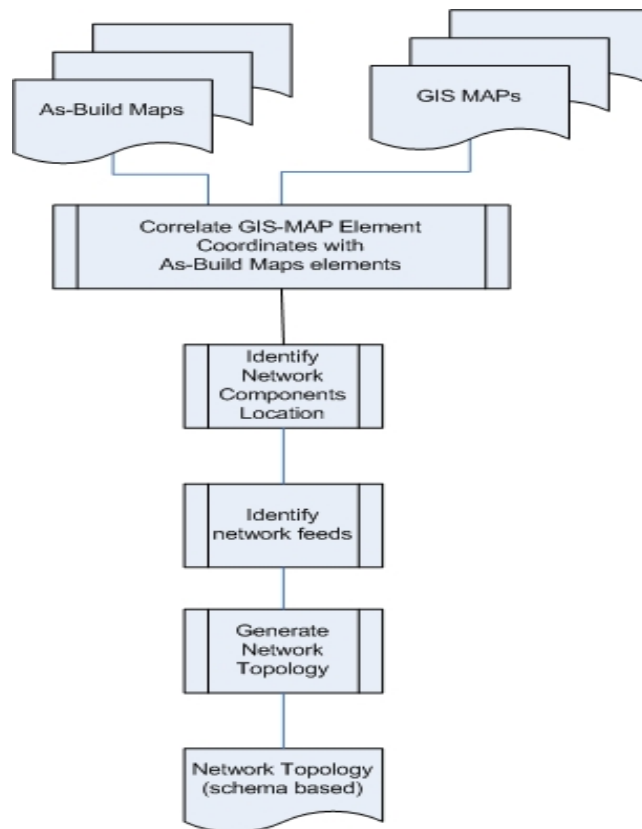 As-Build Maps
GIS MAPs
Correlate GIS-MAP Element
Coordinates with
As-Build Maps elements
Identify
Network
Components
Location
Identify
network feeds
Generate
Network
Topology
Network Topology
(schema based)